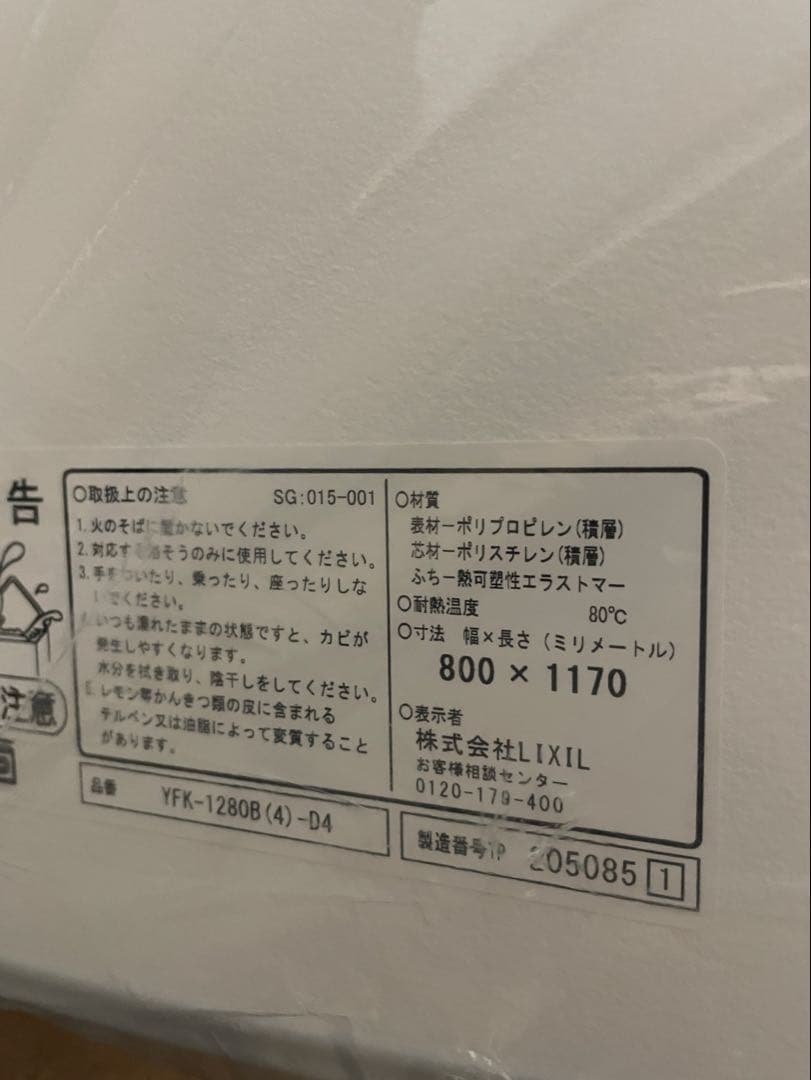 告
注意
〇取扱上の注意 SG:015-001
1.火のそばに置かないでください。
2.対応する浴そうのみに使用してください。
3.手をついたり、乗ったり、座ったりしな
いでください。
4.いつも濡れたままの状態ですと、カビが
発生しやすくなります。
水分を拭き取り、陰干しをしてください。
5.レモン等かんきつ類の皮に含まれる
テルペン又は油脂によって変質すること
があります。
〇材質
表材ーポリプロピレン(積層)
芯材ーポリスチレン(積層)
ふちー熱可塑性エラストマー
〇耐熱温度 80℃
〇寸法 幅×長さ(ミリメートル)
800 × 1170
〇表示者
株式会社LIXIL
お客様相談センター
0120-179-400
品番 YFK-1280B(4)-D4
製造番号 205085 1